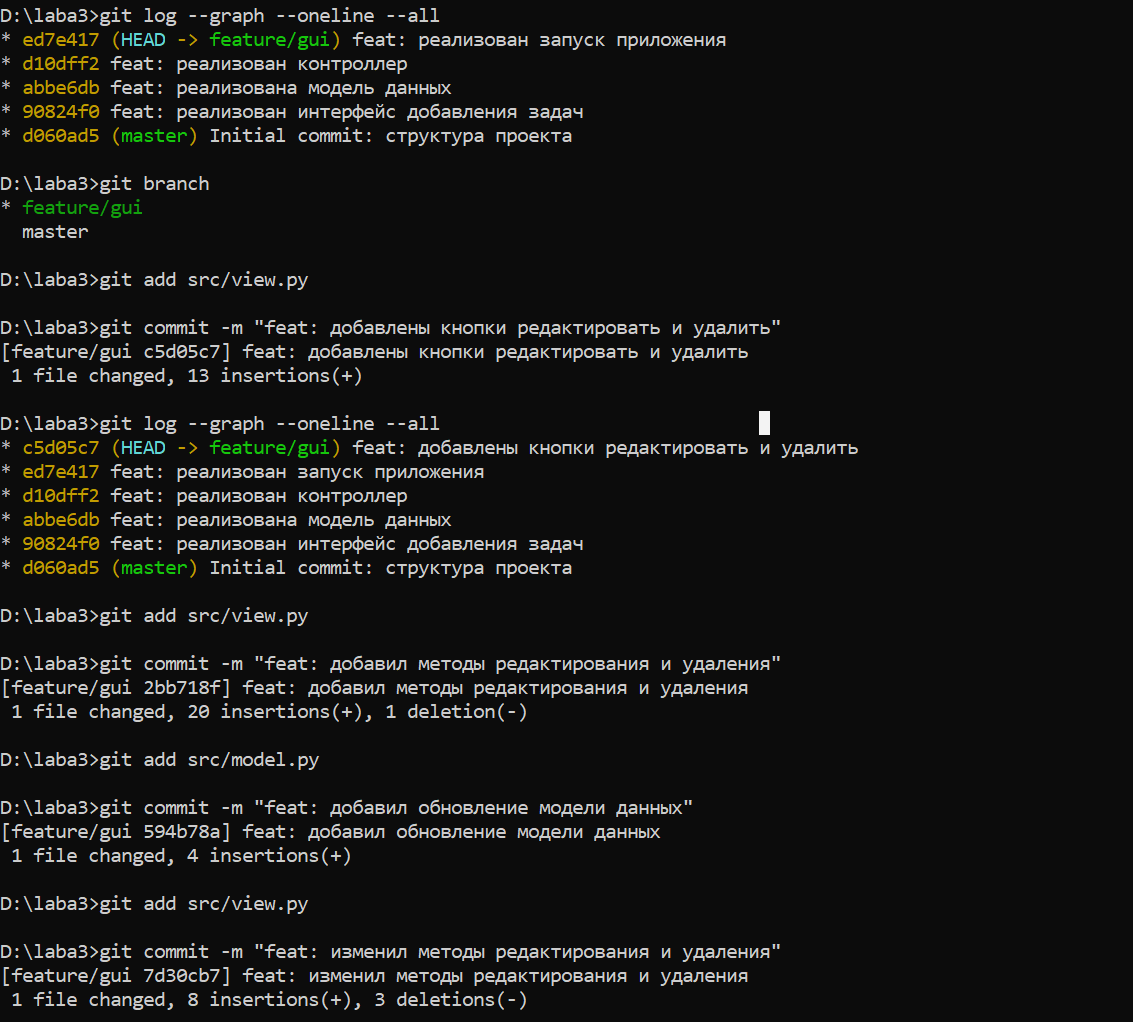 D:\laba3>git log --graph --oneline --all
* ed7e417 (HEAD -> feature/gui) feat: реализован запуск приложения
* d10dff2 feat: реализован контроллер
* abbe6db feat: реализована модель данных
* 90824f0 feat: реализован интерфейс добавления задач
* d060ad5 (master) Initial commit: структура проекта
D:\laba3>git branch
* feature/gui
  master
D:\laba3>git add src/view.py
D:\laba3>git commit -m "feat: добавлены кнопки редактировать и удалить"
[feature/gui c5d05c7] feat: добавлены кнопки редактировать и удалить
 1 file changed, 13 insertions(+)
D:\laba3>git log --graph --oneline --all
* c5d05c7 (HEAD -> feature/gui) feat: добавлены кнопки редактировать и удалить
* ed7e417 feat: реализован запуск приложения
* d10dff2 feat: реализован контроллер
* abbe6db feat: реализована модель данных
* 90824f0 feat: реализован интерфейс добавления задач
* d060ad5 (master) Initial commit: структура проекта
D:\laba3>git add src/view.py
D:\laba3>git commit -m "feat: добавил методы редактирования и удаления"
[feature/gui 2bb718f] feat: добавил методы редактирования и удаления
 1 file changed, 20 insertions(+), 1 deletion(-)
D:\laba3>git add src/model.py
D:\laba3>git commit -m "feat: добавил обновление модели данных"
[feature/gui 594b78a] feat: добавил обновление модели данных
 1 file changed, 4 insertions(+)
D:\laba3>git add src/view.py
D:\laba3>git commit -m "feat: изменил методы редактирования и удаления"
[feature/gui 7d30cb7] feat: изменил методы редактирования и удаления
 1 file changed, 8 insertions(+), 3 deletions(-)